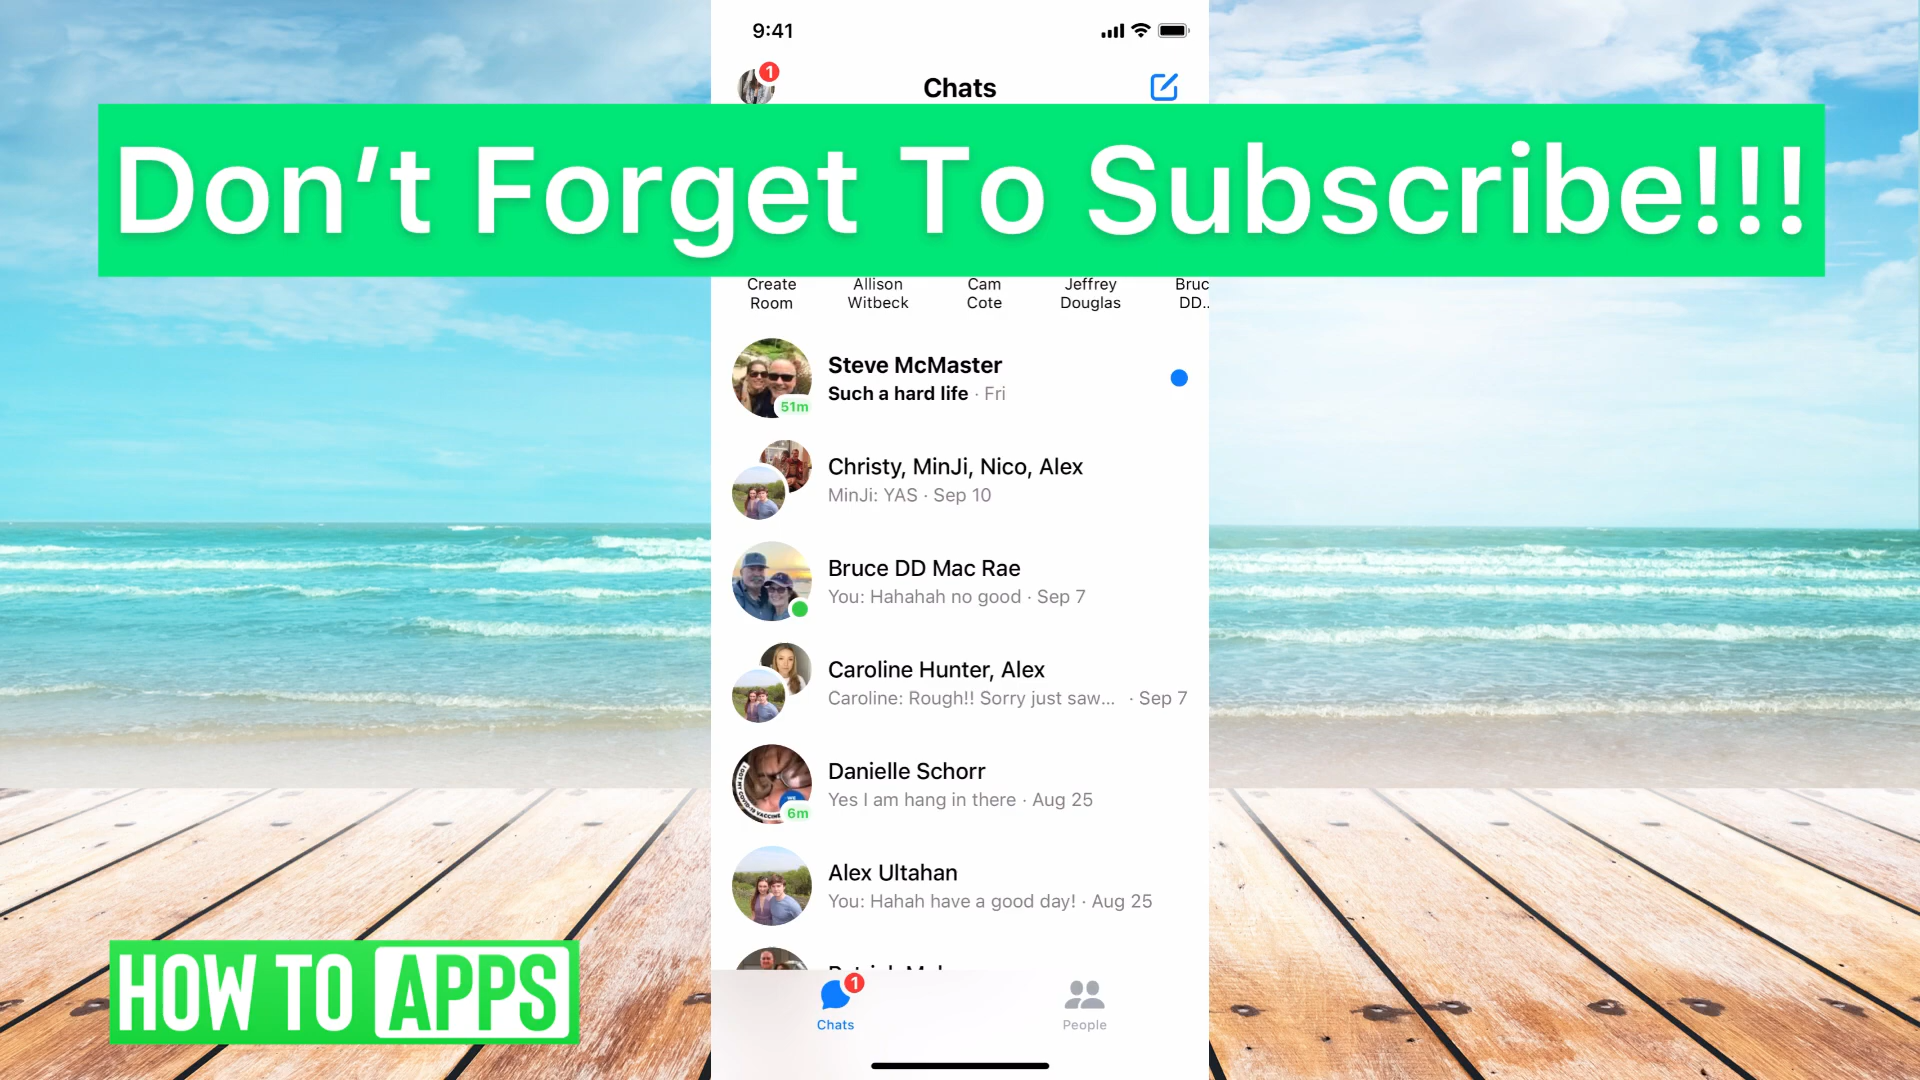 9:41
1
Chats
Don't Forget To Subscribe!!!
Create Room
Allison Witbeck
Cam Cote
Jeffrey Douglas
Bruc DD..
Steve McMaster
Such a hard life · Fri
51m
Christy, MinJi, Nico, Alex
MinJi: YAS · Sep 10
Bruce DD Mac Rae
You: Hahahah no good · Sep 7
Caroline Hunter, Alex
Caroline: Rough!! Sorry just saw... · Sep 7
Danielle Schorr
Yes I am hang in there · Aug 25
6m
Alex Ultahan
You: Hahah have a good day! · Aug 25
1
Chats
People
HOW TO APPS